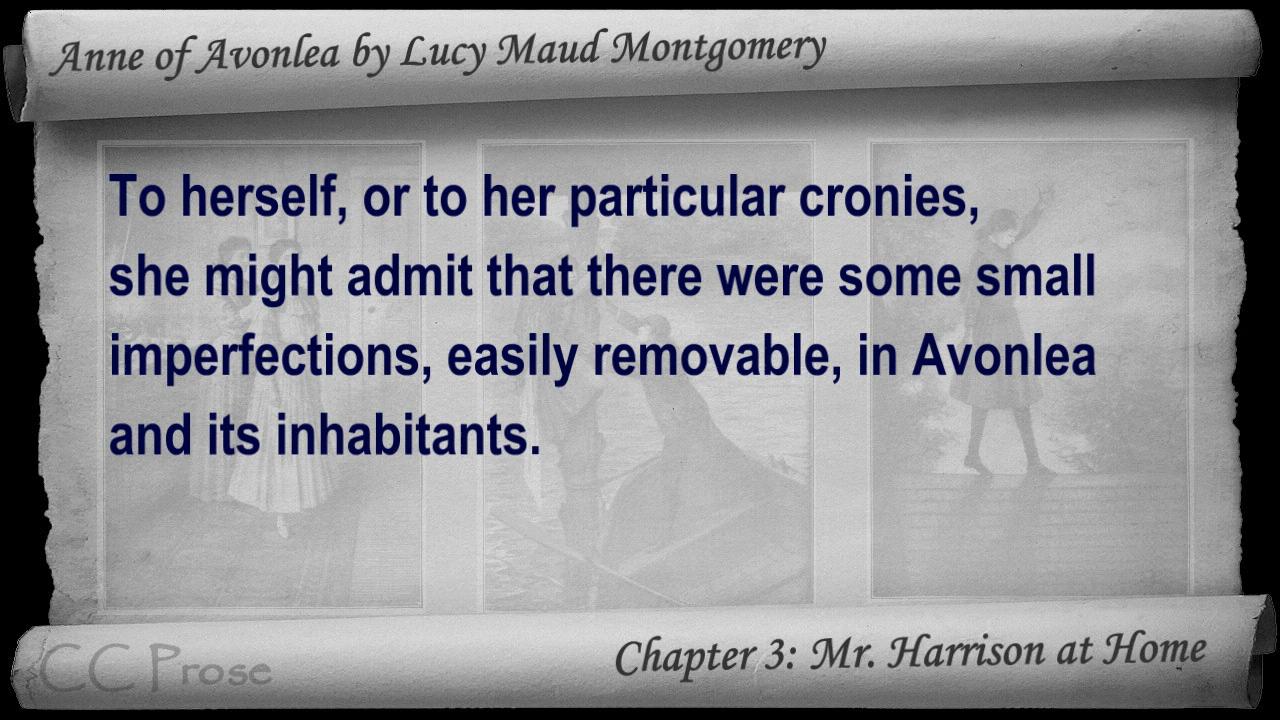 Anne of Avonlea by Lucy Maud Montgomery
To herself, or to her particular cronies,
she might admit that there were some small
imperfections, easily removable, in Avonlea
and its inhabitants.
CC Prose
Chapter 3: Mr. Harrison at Home